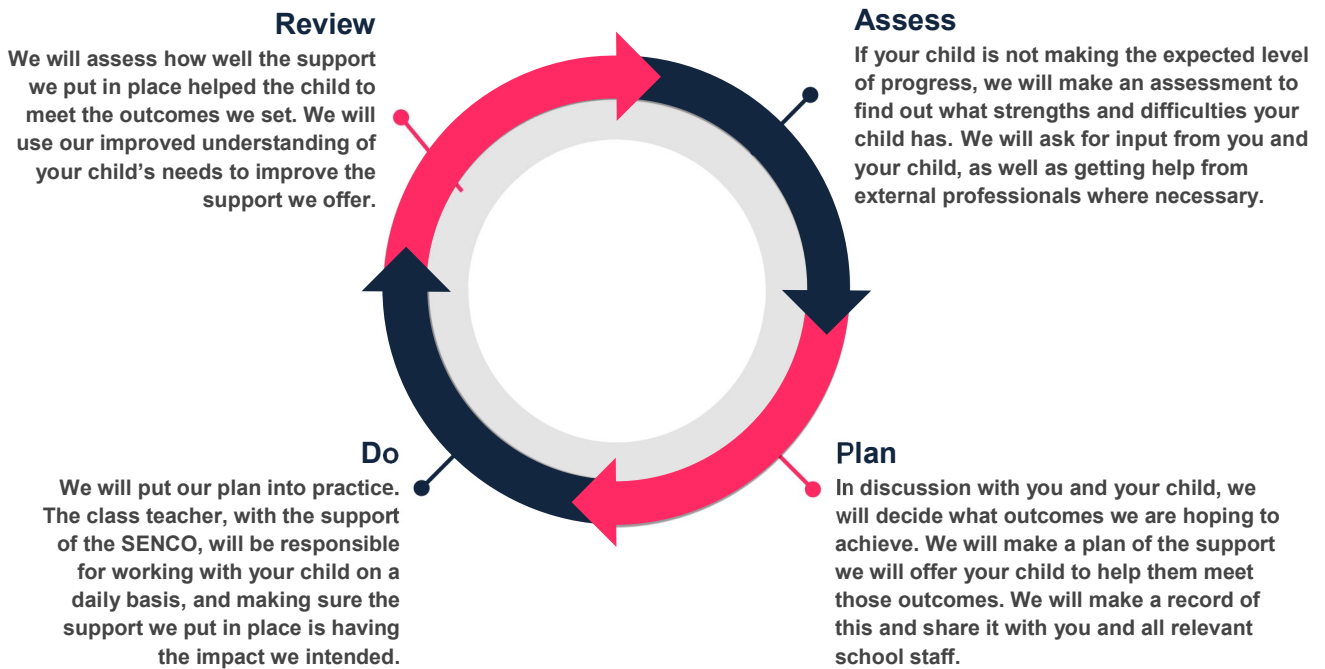 Review
We will assess how well the support
we put in place helped the child to
meet the outcomes we set. We will
use our improved understanding of
your child’s needs to improve the
support we offer.
Assess
If your child is not making the expected level
of progress, we will make an assessment to
find out what strengths and difficulties your
child has. We will ask for input from you and
your child, as well as getting help from
external professionals where necessary.
Do
We will put our plan into practice.
The class teacher, with the support
of the SENCO, will be responsible
for working with your child on a
daily basis, and making sure the
support we put in place is having
the impact we intended.
Plan
In discussion with you and your child, we
will decide what outcomes we are hoping to
achieve. We will make a plan of the support
we will offer your child to help them meet
those outcomes. We will make a record of
this and share it with you and all relevant
school staff.